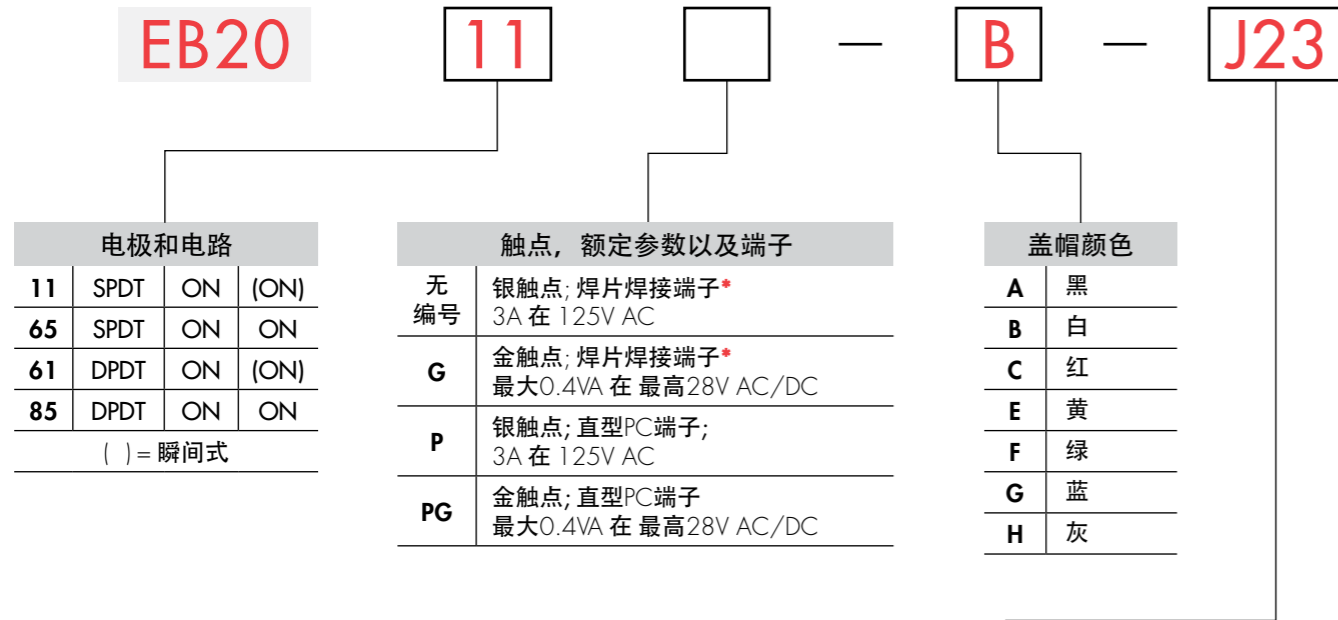 EB20 11 — B — J23
电极和电路
11 SPDT ON (ON)
65 SPDT ON ON
61 DPDT ON (ON)
85 DPDT ON ON
( ) = 瞬间式
触点, 额定参数以及端子
无
编号
银触点; 焊片焊接端子*
3A 在 125V AC
G
金触点; 焊片焊接端子*
最大0.4VA 在 最高28V AC/DC
P
银触点; 直型PC端子;
3A 在 125V AC
PG
金触点; 直型PC端子
最大0.4VA 在 最高28V AC/DC
盖帽颜色
A 黑
B 白
C 红
E 黄
F 绿
G 蓝
H 灰